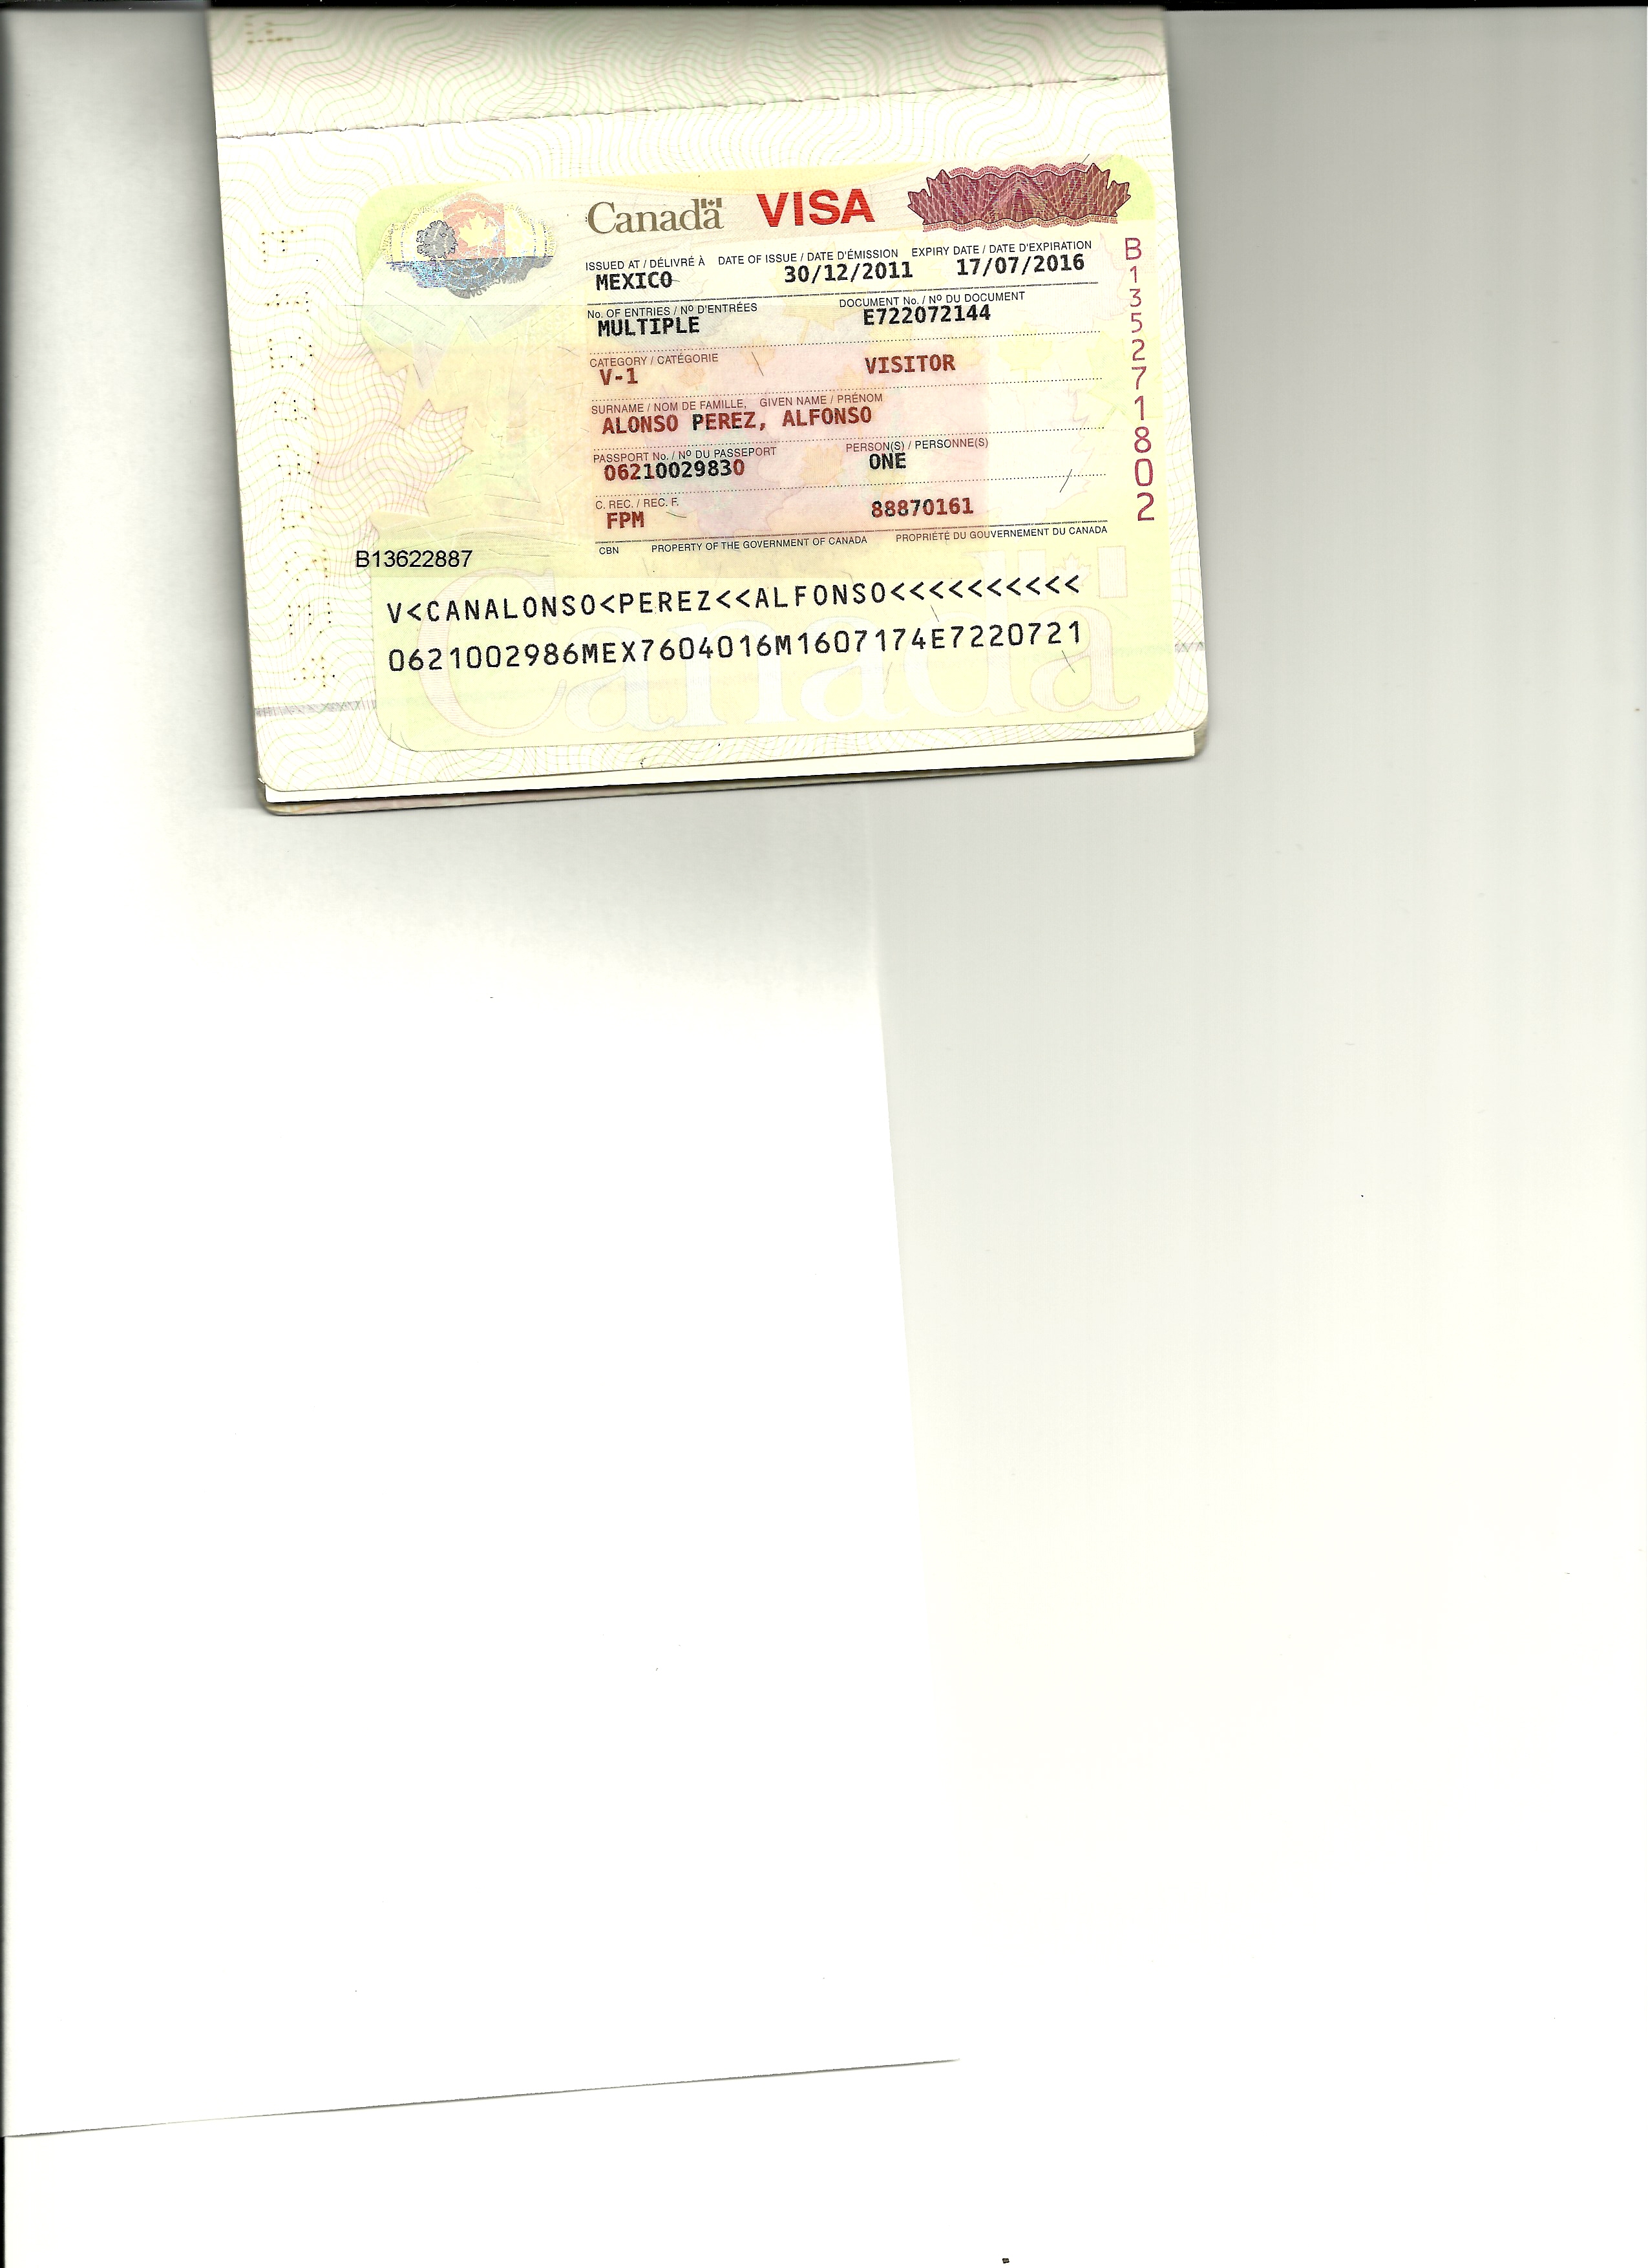 Canada VISA
ISSUED AT / DÉLIVRÉ À DATE OF ISSUE / DATE D'ÉMISSION EXPIRY DATE / DATE D'EXPIRATION
MEXICO 30/12/2011 17/07/2016
No. OF ENTRIES / Nº D'ENTRÉES DOCUMENT No. / Nº DU DOCUMENT
MULTIPLE E722072144
CATEGORY / CATÉGORIE
V-1 VISITOR
SURNAME / NOM DE FAMILLE, GIVEN NAME / PRÉNOM
ALONSO PEREZ, ALFONSO
PASSPORT No. / Nº DU PASSEPORT PERSON(S) / PERSONNE(S)
06210029830 ONE
C. REC. / REC. F.
FPM 88870161
CBN PROPERTY OF THE GOVERNMENT OF CANADA PROPRIÉTÉ DU GOUVERNEMENT DU CANADA
B135271802
B13622887
V<CANALONSO<PEREZ<<ALFONSO<<<<<<<<<<
0621002986MEX7604016M1607174E7220721
Canada